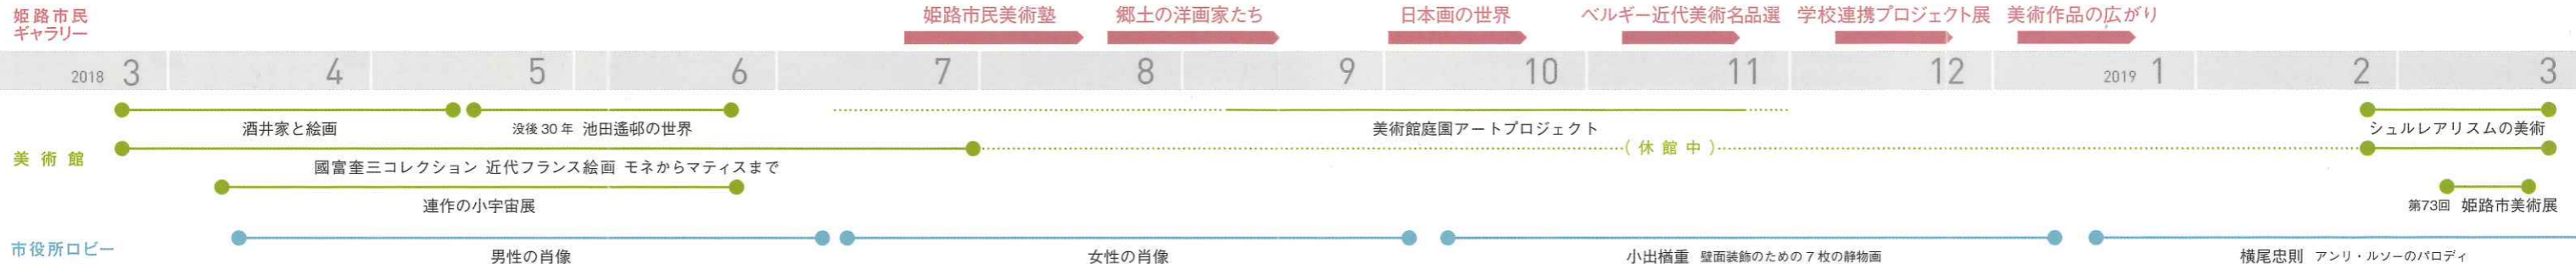 姫路市民
ギャラリー
姫路市民美術塾
郷土の洋画家たち
日本画の世界
ベルギー近代美術名品選
学校連携プロジェクト展
美術作品の広がり
2018 3 4 5 6 7 8 9 10 11 12 2019 1 2 3
美術館
酒井家と絵画
没後30年 池田遙邨の世界
美術館庭園アートプロジェクト
シュルレアリスムの美術
(休館中)
國富奎三コレクション 近代フランス絵画 モネからマティスまで
連作の小宇宙展
第73回 姫路市美術展
市役所ロビー
男性の肖像
女性の肖像
小出楢重 壁面装飾のための7枚の静物画
横尾忠則 アンリ・ルソーのパロディ